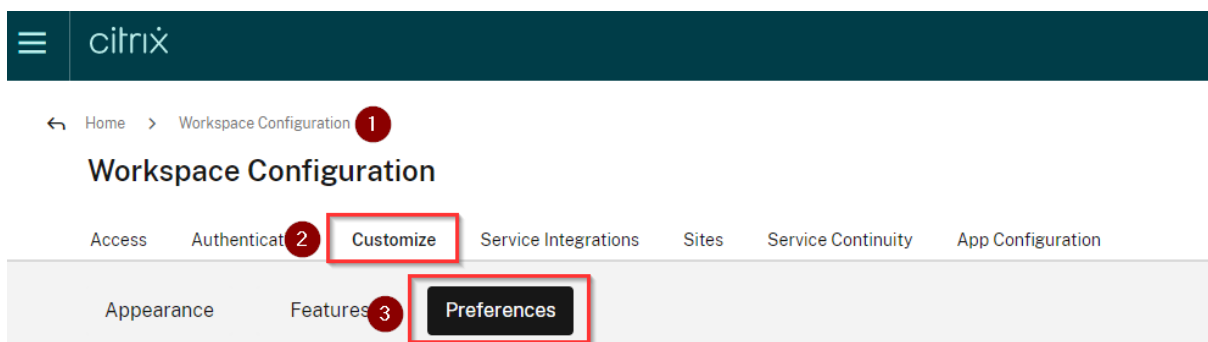 citrix
Home > Workspace Configuration 1
Workspace Configuration
Access Authenticat 2 Customize Service Integrations Sites Service Continuity App Configuration
Appearance Features 3 Preferences